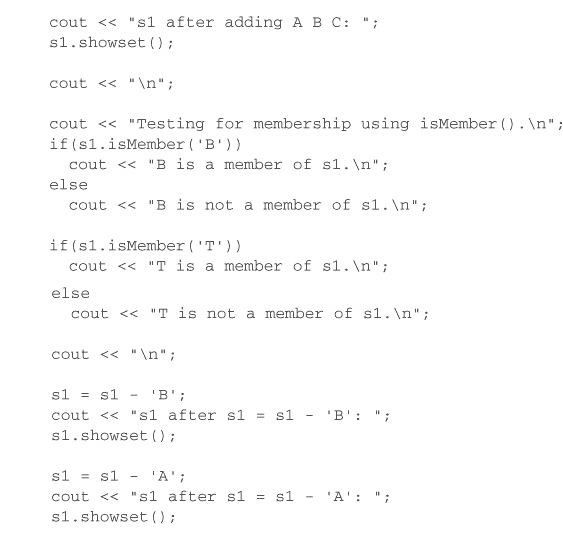 cout << "s1 after adding A B C: ";
s1.showset();
cout << "\n";
cout << "Testing for membership using isMember().\n";
if(s1.isMember('B'))
cout << "B is a member of s1.\n";
else
cout << "B is not a member of s1.\n";
if(s1.isMember('T'))
cout << "T is a member of s1.\n";
else
cout << "T is not a member of s1.\n";
cout << "\n";
s1 = s1 - 'B';
cout << "s1 after s1 = s1 - 'B': ";
s1.showset();
s1 = s1 - 'A';
cout << "s1 after s1 = s1 - 'A': ";
s1.showset();